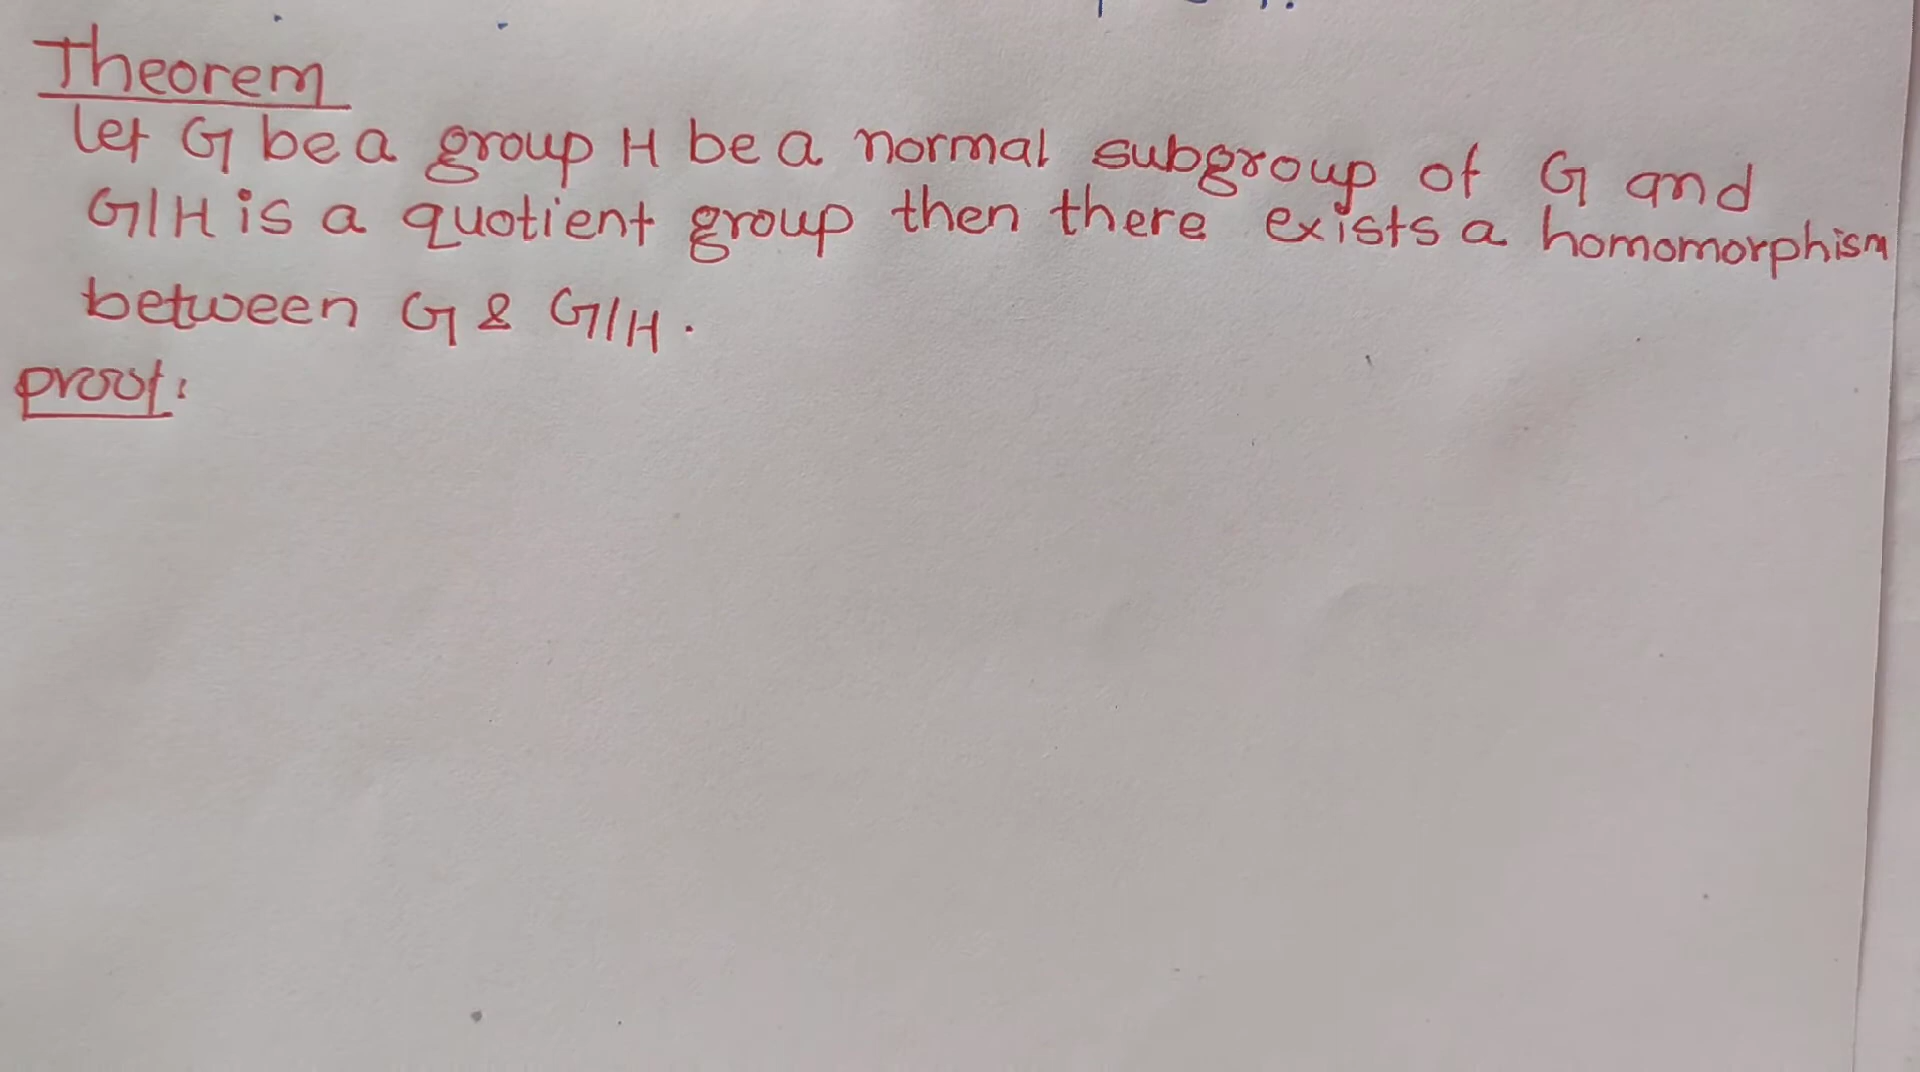 Theorem
let G be a group H be a normal subgroup of G and
G/H is a quotient group then there exists a homomorphism
between G & G/H.
proof: